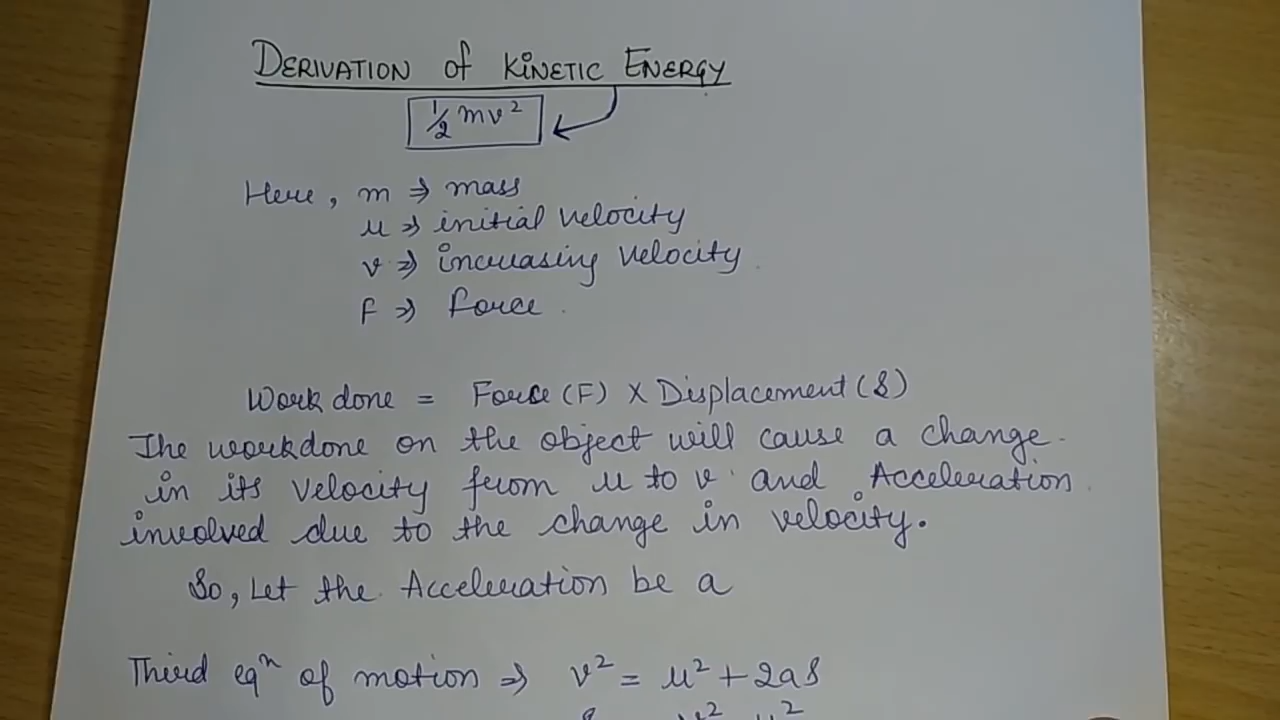 DERIVATION of KINETIC ENERGY
1/2 mv²
Here, m ⇒ mass
u ⇒ initial velocity
v ⇒ increasing velocity
F ⇒ force
Work done = Force (F) X Displacement (S)
The workdone on the object will cause a change
in its velocity from u to v and Acceleration
involved due to the change in velocity.
So, Let the Acceleration be a
Third eqⁿ of motion ⇒ v² = u² + 2aS